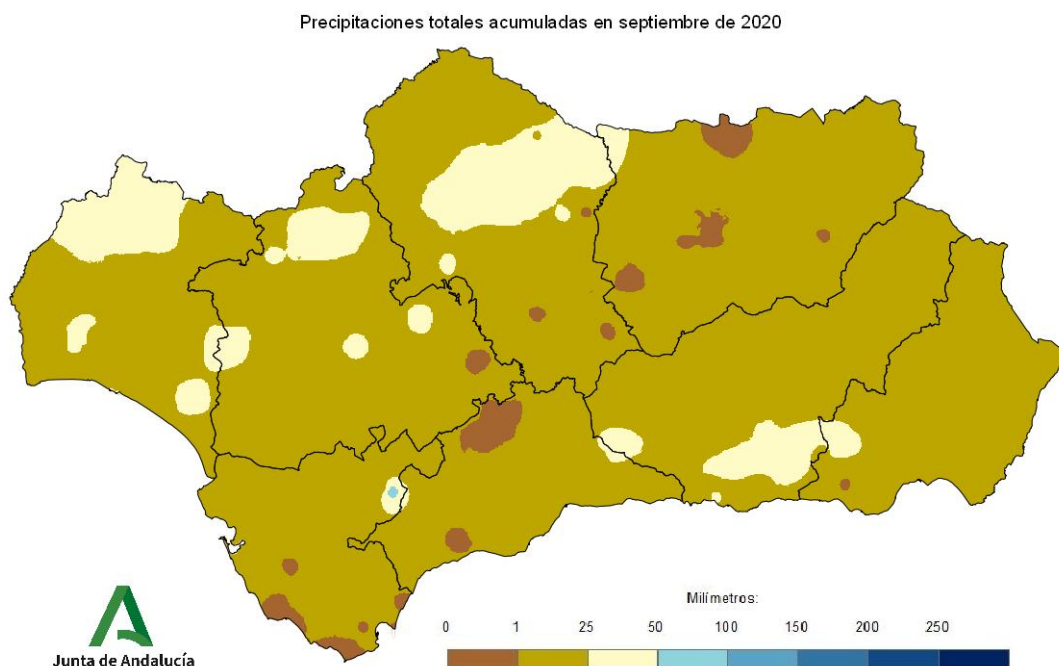 Precipitaciones totales acumuladas en septiembre de 2020
Milímetros:
0 1 25 50 100 150 200 250
Junta de Andalucía